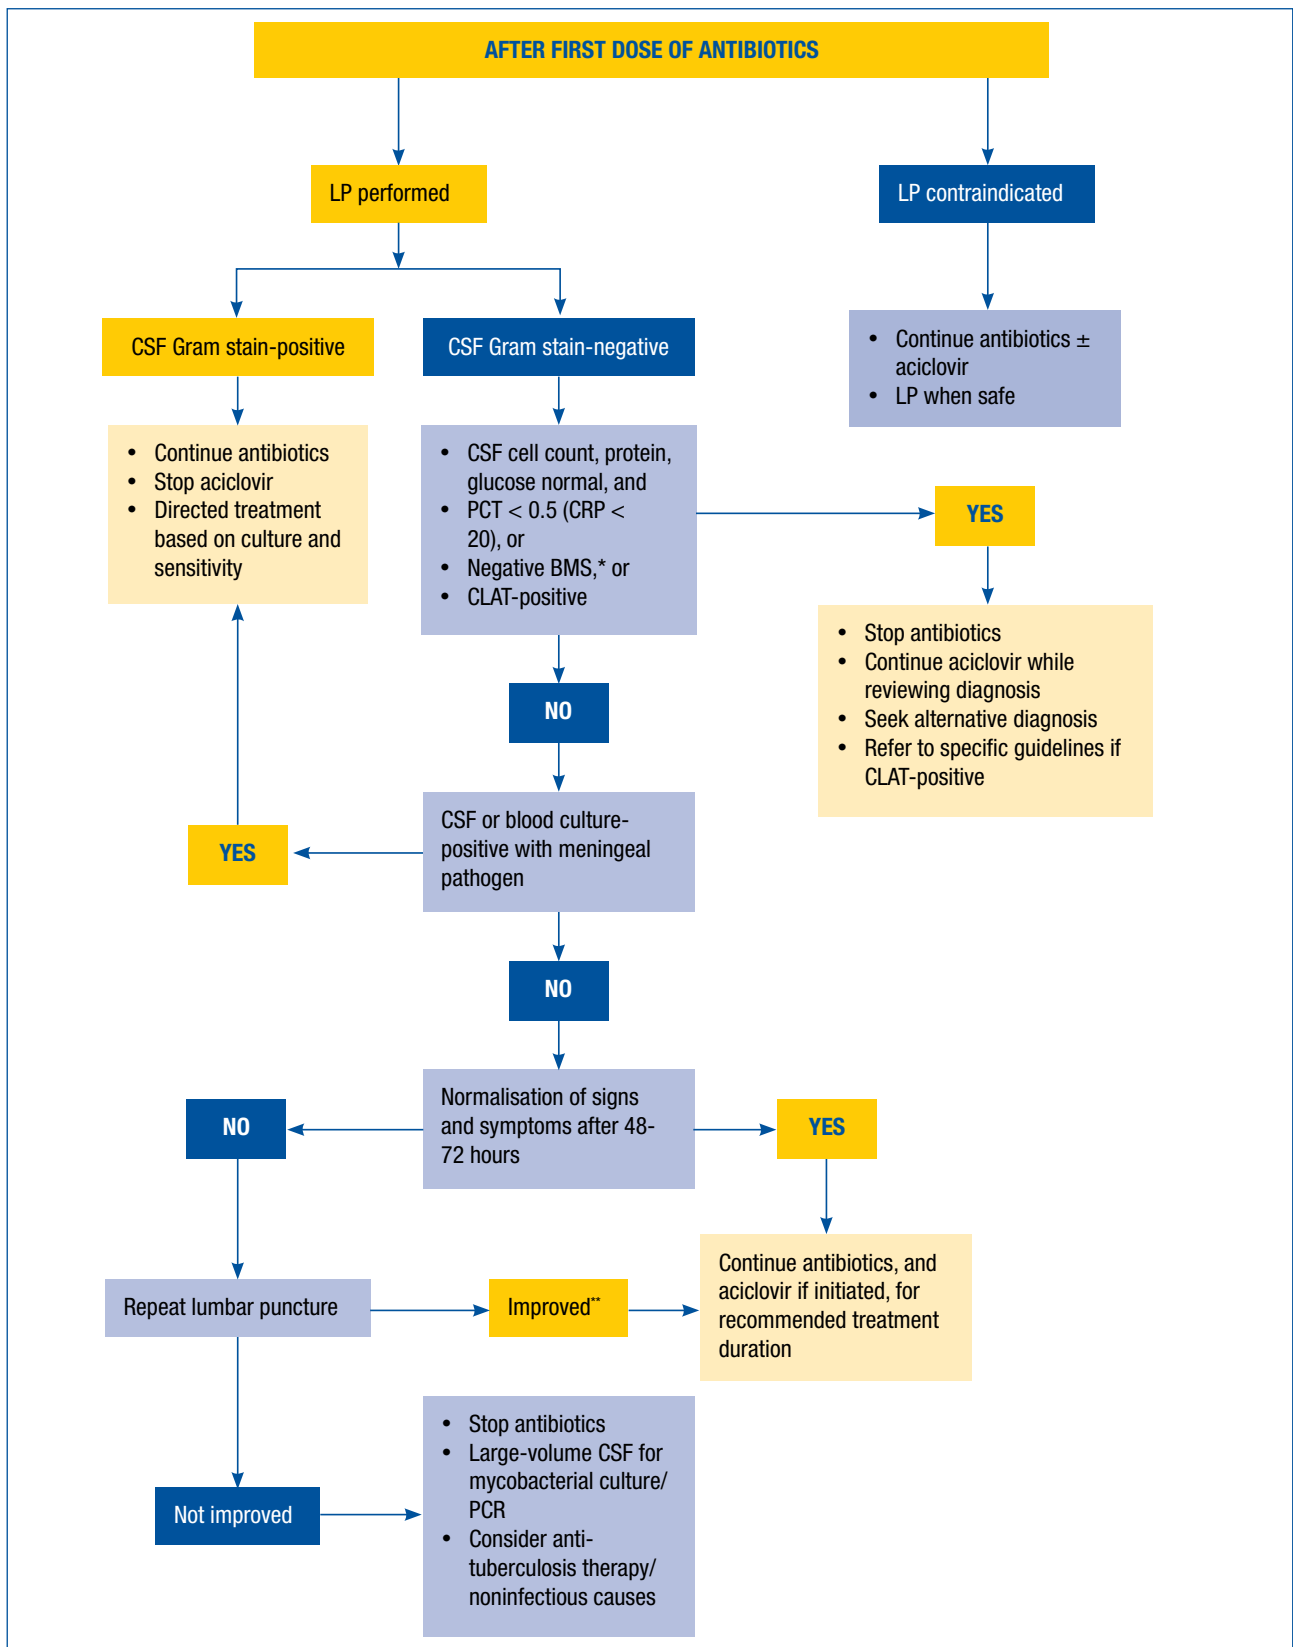 AFTER FIRST DOSE OF ANTIBIOTICS
LP performed
LP contraindicated
CSF Gram stain-positive
CSF Gram stain-negative
• Continue antibiotics ±
aciclovir
• LP when safe
• Continue antibiotics
• Stop aciclovir
• Directed treatment
based on culture and
sensitivity
• CSF cell count, protein,
glucose normal, and
• PCT < 0.5 (CRP <
20), or
• Negative BMS,* or
• CLAT-positive
YES
• Stop antibiotics
• Continue aciclovir while
reviewing diagnosis
• Seek alternative diagnosis
• Refer to specific guidelines if
CLAT-positive
NO
CSF or blood culture-
positive with meningeal
pathogen
YES
NO
Normalisation of signs
and symptoms after 48-
72 hours
NO
YES
Continue antibiotics, and
aciclovir if initiated, for
recommended treatment
duration
Repeat lumbar puncture
Improved**
Not improved
• Stop antibiotics
• Large-volume CSF for
mycobacterial culture/
PCR
• Consider anti-
tuberculosis therapy/
noninfectious causes